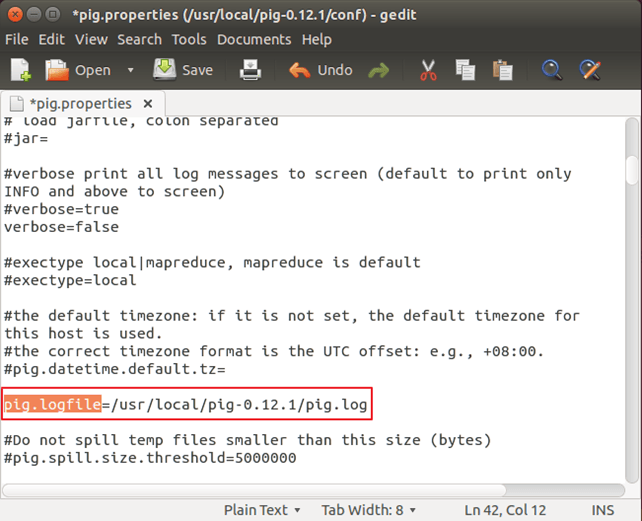 *pig.properties (/usr/local/pig-0.12.1/conf) - gedit
File Edit View Search Tools Documents Help
Open Save Undo
*pig.properties
# load jarfile, colon separated
#jar=
#verbose print all log messages to screen (default to print only
INFO and above to screen)
#verbose=true
verbose=false
#exectype local|mapreduce, mapreduce is default
#exectype=local
#the default timezone: if it is not set, the default timezone for
this host is used.
#the correct timezone format is the UTC offset: e.g., +08:00.
#pig.datetime.default.tz=
pig.logfile=/usr/local/pig-0.12.1/pig.log
#Do not spill temp files smaller than this size (bytes)
#pig.spill.size.threshold=5000000
Plain Text Tab Width: 8 Ln 42, Col 12 INS